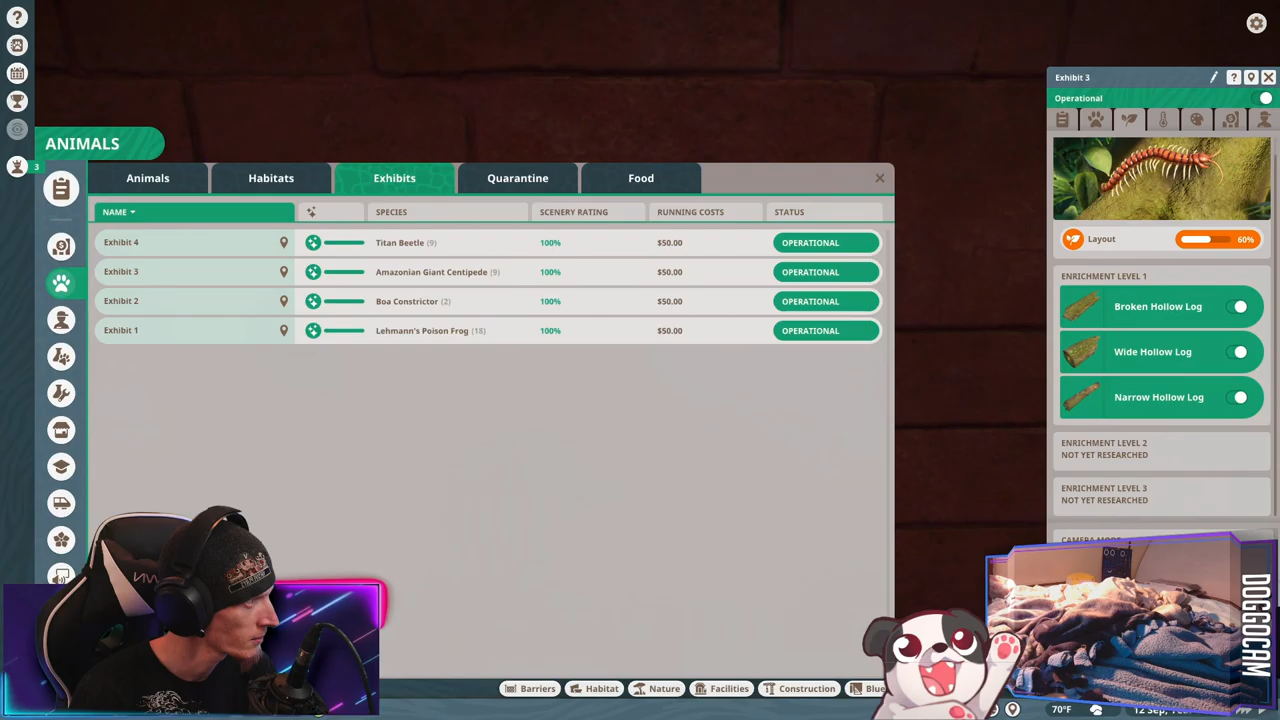 ANIMALS
3
Animals
Habitats
Exhibits
Quarantine
Food
NAME
SPECIES
SCENERY RATING
RUNNING COSTS
STATUS
Exhibit 4
Titan Beetle (9)
100%
$50.00
OPERATIONAL
Exhibit 3
Amazonian Giant Centipede (9)
100%
$50.00
OPERATIONAL
Exhibit 2
Boa Constrictor (2)
100%
$50.00
OPERATIONAL
Exhibit 1
Lehmann's Poison Frog (18)
100%
$50.00
OPERATIONAL
Exhibit 3
Operational
Layout
60%
ENRICHMENT LEVEL 1
Broken Hollow Log
Wide Hollow Log
Narrow Hollow Log
ENRICHMENT LEVEL 2
NOT YET RESEARCHED
ENRICHMENT LEVEL 3
NOT YET RESEARCHED
DOGGOCAM
Barriers
Habitat
Nature
Facilities
Construction
Blue
70°F
12 Sep,